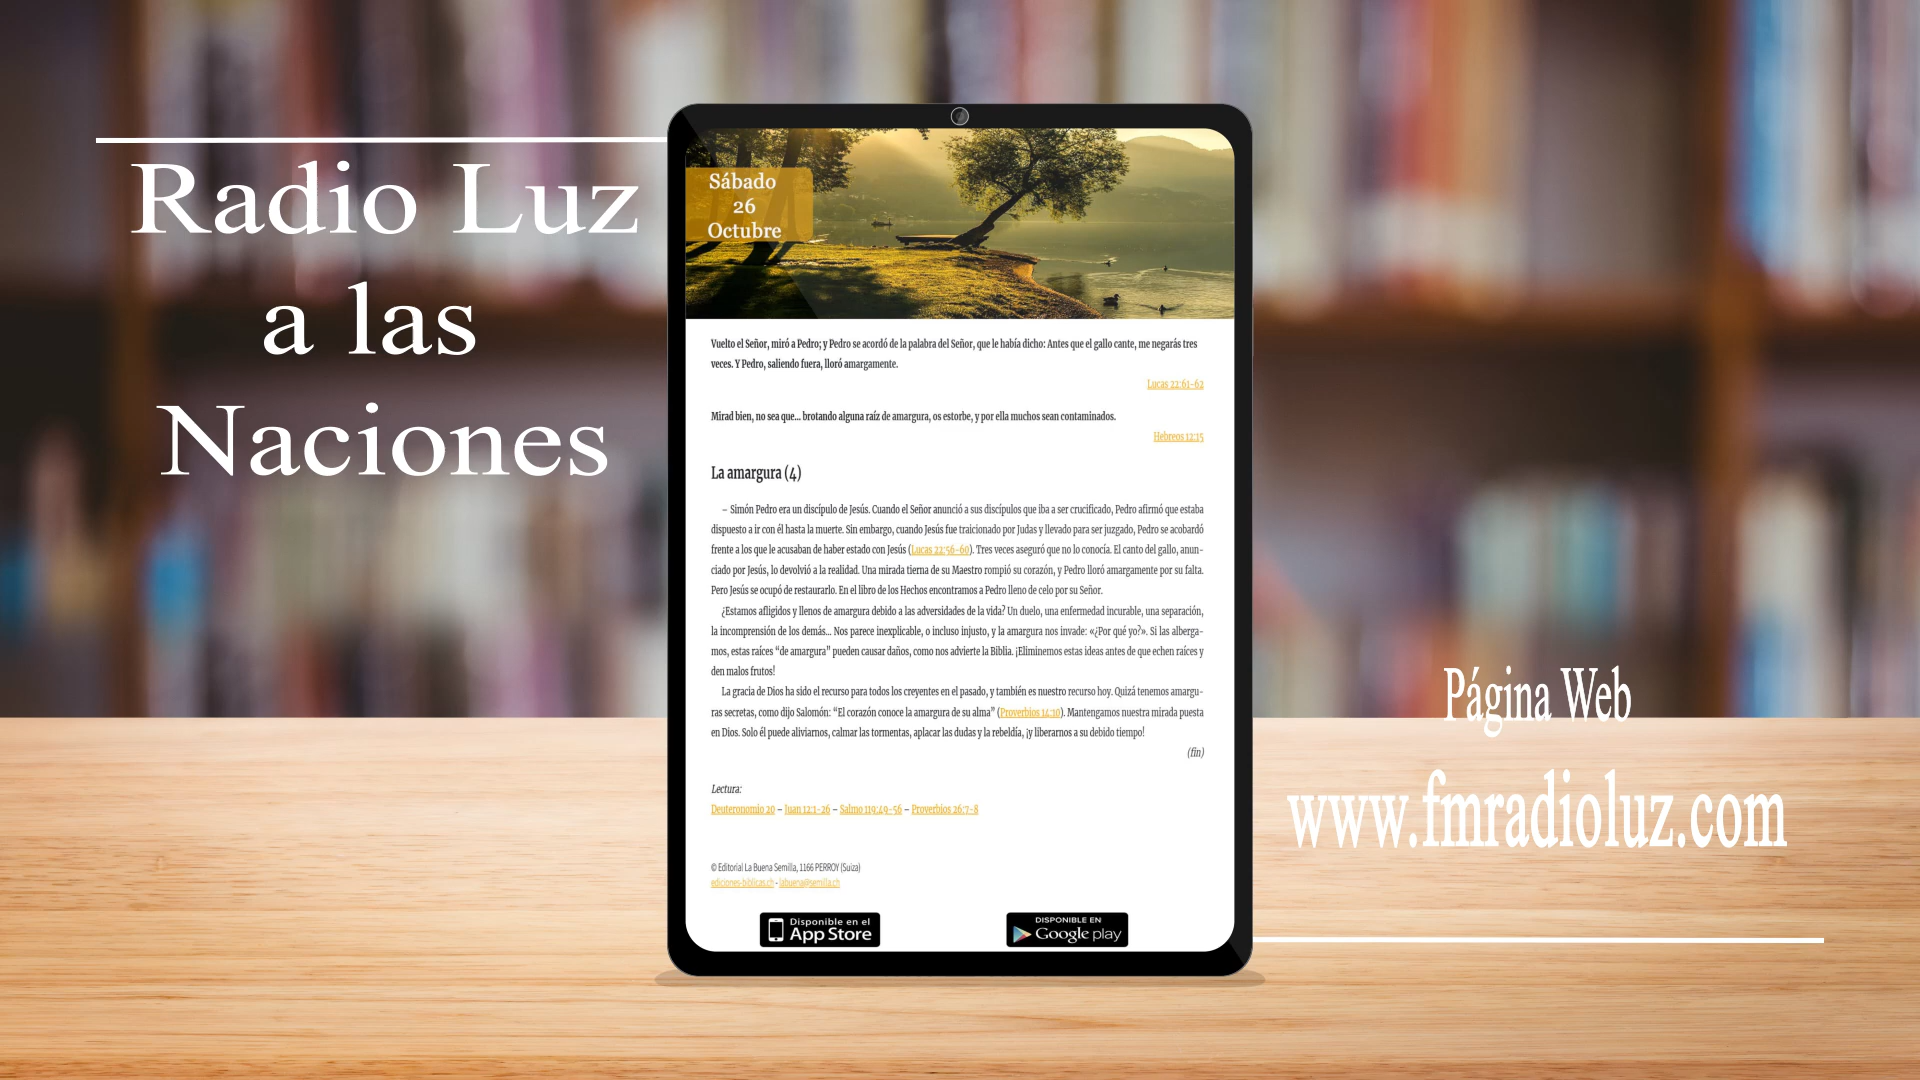 Radio Luz
a las
Naciones
Sábado
26
Octubre
Vuelto el Señor, miró a Pedro; y Pedro se acordó de la palabra del Señor, que le había dicho: Antes que el gallo cante, me negarás tres
veces. Y Pedro, saliendo fuera, lloró amargamente.
Lucas 22:61-62
Mirad bien, no sea que... brotando alguna raíz de amargura, os estorbe, y por ella muchos sean contaminados.
Hebreos 12:15
La amargura (4)
– Simón Pedro era un discípulo de Jesús. Cuando el Señor anunció a sus discípulos que iba a ser crucificado, Pedro afirmó que estaba
dispuesto a ir con él hasta la muerte. Sin embargo, cuando Jesús fue traicionado por Judas y llevado para ser juzgado, Pedro se acobardó
frente a los que le acusaban de haber estado con Jesús (Lucas 22:56-60). Tres veces aseguró que no lo conocía. El canto del gallo, anun-
ciado por Jesús, lo devolvió a la realidad. Una mirada tierna de su Maestro rompió su corazón, y Pedro lloró amargamente por su falta.
Pero Jesús se ocupó de restaurarlo. En el libro de los Hechos encontramos a Pedro lleno de celo por su Señor.
¿Estamos afligidos y llenos de amargura debido a las adversidades de la vida? Un duelo, una enfermedad incurable, una separación,
la incomprensión de los demás... Nos parece inexplicable, o incluso injusto, y la amargura nos invade: «¿Por qué yo?». Si las alberga-
mos, estas raíces “de amargura” pueden causar daños, como nos advierte la Biblia. ¡Eliminemos estas ideas antes de que echen raíces y
den malos frutos!
La gracia de Dios ha sido el recurso para todos los creyentes en el pasado, y también es nuestro recurso hoy. Quizá tenemos amargu-
ras secretas, como dijo Salomón: “El corazón conoce la amargura de su alma” (Proverbios 14:10). Mantengamos nuestra mirada puesta
en Dios. Solo él puede aliviarnos, calmar las tormentas, aplacar las dudas y la rebeldía, ¡y liberarnos a su debido tiempo!
(fin)
Lectura:
Deuteronomio 20 – Juan 12:1-26 – Salmo 119:49-56 – Proverbios 26:7-8
© Editorial La Buena Semilla, 1166 PERROY (Suiza)
ediciones-biblicas.ch - labuena@semilla.ch
Disponible en el
App Store
DISPONIBLE EN
Google play
Página Web
www.fmradioluz.com